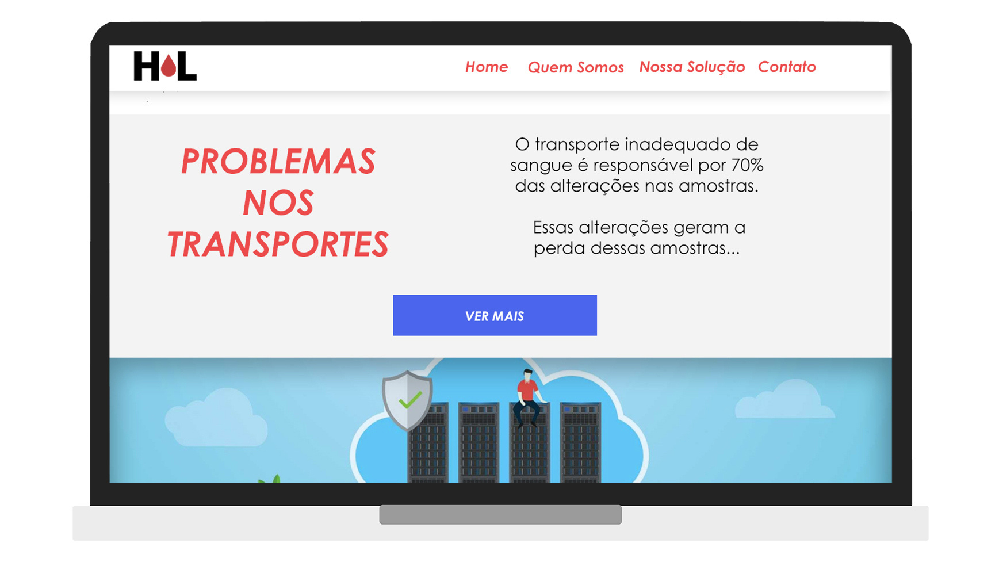 H L
Home Quem Somos Nossa Solução Contato
PROBLEMAS
NOS
TRANSPORTES
O transporte inadequado de
sangue é responsável por 70%
das alterações nas amostras.
Essas alterações geram a
perda dessas amostras...
VER MAIS